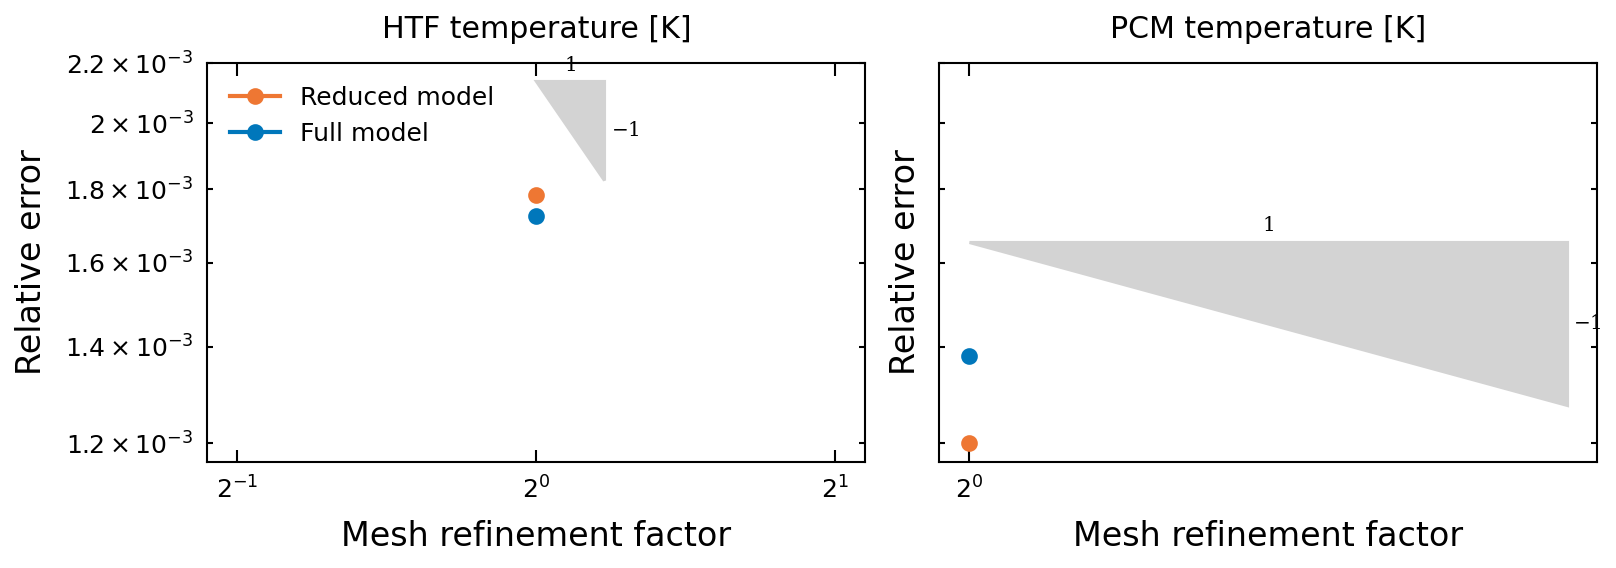 HTF temperature [K]
PCM temperature [K]
2.2 × 10⁻³
2 × 10⁻³
1.8 × 10⁻³
1.6 × 10⁻³
1.4 × 10⁻³
1.2 × 10⁻³
Relative error
Reduced model
Full model
1
−1
2⁻¹
2⁰
2¹
Mesh refinement factor
Relative error
1
−1
2⁰
Mesh refinement factor